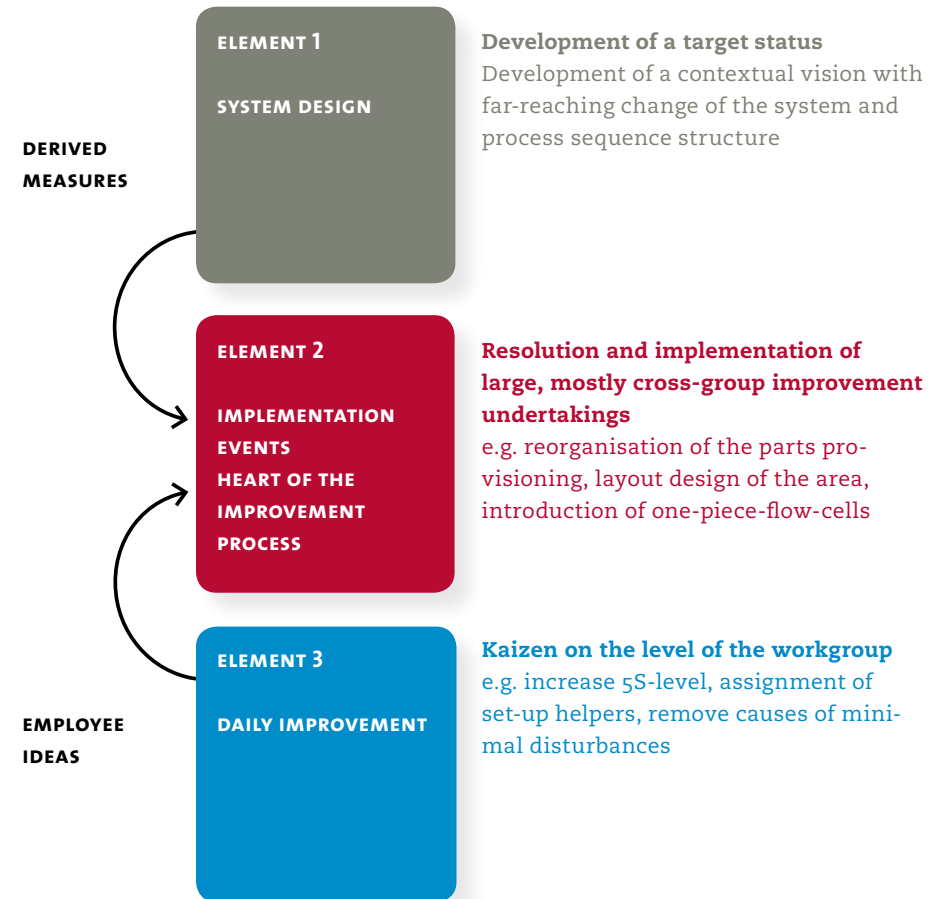 ELEMENT 1
SYSTEM DESIGN
Development of a target status
Development of a contextual vision with
far-reaching change of the system and
process sequence structure
DERIVED
MEASURES
ELEMENT 2
IMPLEMENTATION
EVENTS
HEART OF THE
IMPROVEMENT
PROCESS
Resolution and implementation of
large, mostly cross-group improvement
undertakings
e.g. reorganisation of the parts pro-
visioning, layout design of the area,
introduction of one-piece-flow-cells
ELEMENT 3
DAILY IMPROVEMENT
Kaizen on the level of the workgroup
e.g. increase 5S-level, assignment of
set-up helpers, remove causes of mini-
mal disturbances
EMPLOYEE
IDEAS